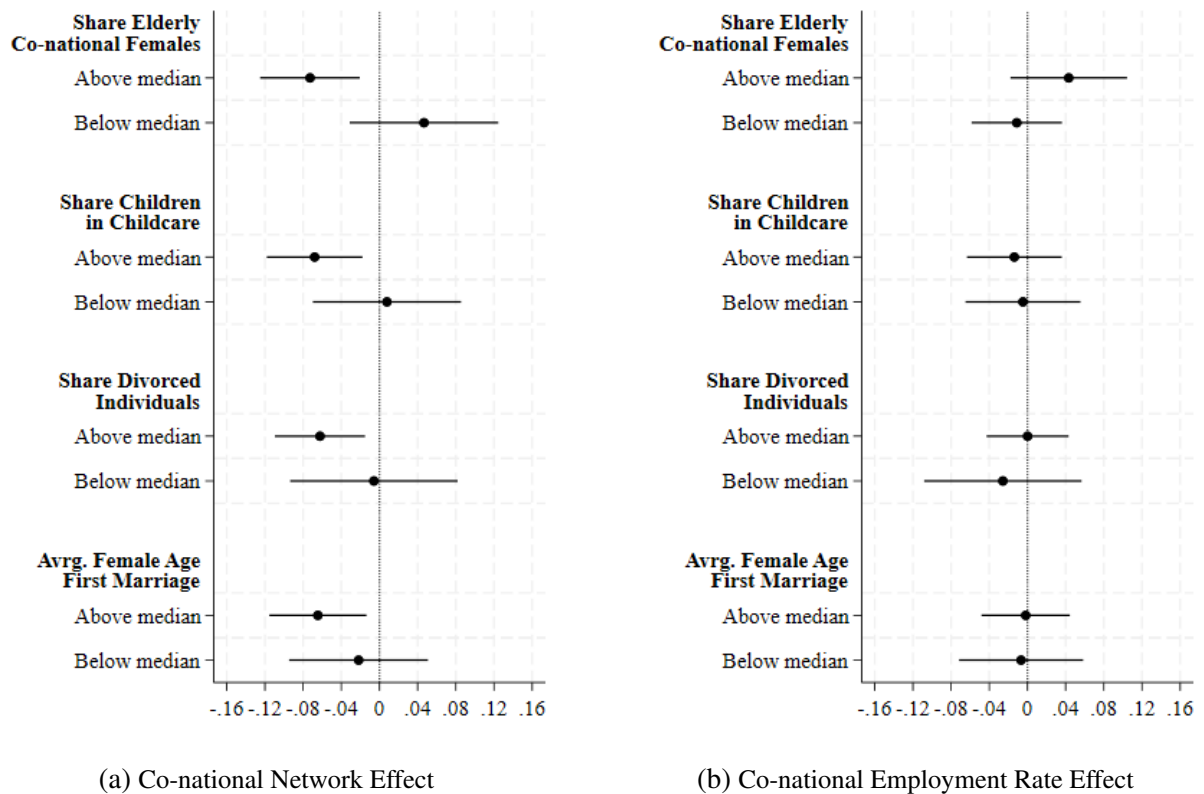 Share Elderly
Co-national Females
Above median
Below median
Share Children
in Childcare
Above median
Below median
Share Divorced
Individuals
Above median
Below median
Avrg. Female Age
First Marriage
Above median
Below median
-.16 -.12 -.08 -.04 0 .04 .08 .12 .16
(a) Co-national Network Effect
Share Elderly
Co-national Females
Above median
Below median
Share Children
in Childcare
Above median
Below median
Share Divorced
Individuals
Above median
Below median
Avrg. Female Age
First Marriage
Above median
Below median
-.16 -.12 -.08 -.04 0 .04 .08 .12 .16
(b) Co-national Employment Rate Effect